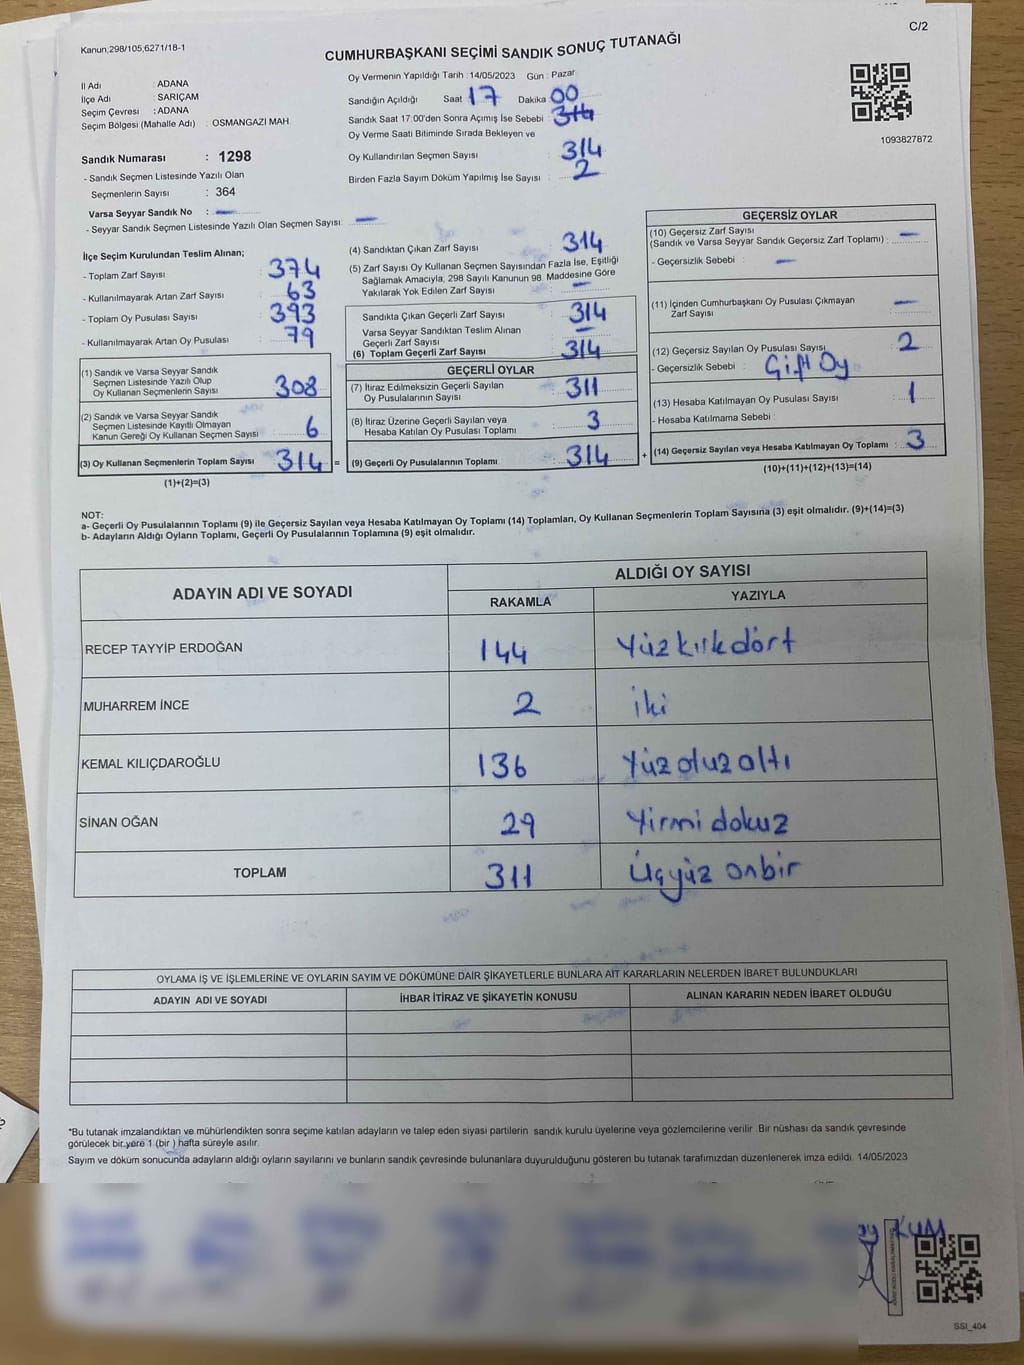 C/2
Kanun,298/105,6271/18-1
CUMHURBAŞKANI SEÇİMİ SANDIK SONUÇ TUTANAĞI
İl Adı : ADANA
İlçe Adı : SARIÇAM
Seçim Çevresi : ADANA
Seçim Bölgesi (Mahalle Adı) : OSMANGAZİ MAH.
Sandık Numarası : 1298
- Sandık Seçmen Listesinde Yazılı Olan
Seçmenlerin Sayısı : 364
Varsa Seyyar Sandık No : —
- Seyyar Sandık Seçmen Listesinde Yazılı Olan Seçmen Sayısı: —
Oy Vermenin Yapıldığı Tarih : 14/05/2023 Gün : Pazar
Sandığın Açıldığı Saat 17 Dakika 00
Sandık Saat 17:00'den Sonra Açımış İse Sebebi : 314
Oy Verme Saati Bitiminde Sırada Bekleyen ve
Oy Kullandırılan Seçmen Sayısı : 314
Birden Fazla Sayım Döküm Yapılmış İse Sayısı : 2
1093827872
İlçe Seçim Kurulundan Teslim Alınan;
- Toplam Zarf Sayısı : 374
- Kullanılmayarak Artan Zarf Sayısı : 63
- Toplam Oy Pusulası Sayısı : 393
- Kullanılmayarak Artan Oy Pusulası : 79
(1) Sandık ve Varsa Seyyar Sandık
Seçmen Listesinde Yazılı Olup
Oy Kullanan Seçmenlerin Sayısı : 308
(2) Sandık ve Varsa Seyyar Sandık
Seçmen Listesinde Kayıtlı Olmayan
Kanun Gereği Oy Kullanan Seçmen Sayısı : 6
(3) Oy Kullanan Seçmenlerin Toplam Sayısı : 314 =
(1)+(2)=(3)
(4) Sandıktan Çıkan Zarf Sayısı : 314
(5) Zarf Sayısı Oy Kullanan Seçmen Sayısından Fazla İse, Eşitliği
Sağlamak Amacıyla; 298 Sayılı Kanunun 98. Maddesine Göre
Yakılarak Yok Edilen Zarf Sayısı : —
Sandıkta Çıkan Geçerli Zarf Sayısı : 314
Varsa Seyyar Sandıktan Teslim Alınan
Geçerli Zarf Sayısı : —
(6) Toplam Geçerli Zarf Sayısı : 314
GEÇERLİ OYLAR
(7) İtiraz Edilmeksizin Geçerli Sayılan
Oy Pusulalarının Sayısı : 311
(8) İtiraz Üzerine Geçerli Sayılan veya
Hesaba Katılan Oy Pusulası Toplamı : 3
(9) Geçerli Oy Pusulalarının Toplamı : 314 +
GEÇERSİZ OYLAR
(10) Geçersiz Zarf Sayısı
(Sandık ve Varsa Seyyar Sandık Geçersiz Zarf Toplamı) : —
- Geçersizlik Sebebi : —
(11) İçinden Cumhurbaşkanı Oy Pusulası Çıkmayan
Zarf Sayısı : —
(12) Geçersiz Sayılan Oy Pusulası Sayısı : 2
- Geçersizlik Sebebi : Çift Oy
(13) Hesaba Katılmayan Oy Pusulası Sayısı : 1
- Hesaba Katılmama Sebebi :
(14) Geçersiz Sayılan veya Hesaba Katılmayan Oy Toplamı : 3
(10)+(11)+(12)+(13)=(14)
NOT:
a- Geçerli Oy Pusulalarının Toplamı (9) ile Geçersiz Sayılan veya Hesaba Katılmayan Oy Toplamı (14) Toplamları, Oy Kullanan Seçmenlerin Toplam Sayısına (3) eşit olmalıdır. (9)+(14)=(3)
b- Adayların Aldığı Oyların Toplamı, Geçerli Oy Pusulalarının Toplamına (9) eşit olmalıdır.
ADAYIN ADI VE SOYADI
ALDIĞI OY SAYISI
RAKAMLA YAZIYLA
RECEP TAYYİP ERDOĞAN 144 Yüz kırk dört
MUHARREM İNCE 2 iki
KEMAL KILIÇDAROĞLU 136 Yüz otuz altı
SİNAN OĞAN 29 Yirmi dokuz
TOPLAM 311 Üçyüz onbir
OYLAMA İŞ VE İŞLEMLERİNE VE OYLARIN SAYIM VE DÖKÜMÜNE DAİR ŞİKAYETLERLE BUNLARA AİT KARARLARIN NELERDEN İBARET BULUNDUKLARI
ADAYIN ADI VE SOYADI İHBAR İTİRAZ VE ŞİKAYETİN KONUSU ALINAN KARARIN NEDEN İBARET OLDUĞU
*Bu tutanak imzalandıktan ve mühürlendikten sonra seçime katılan adayların ve talep eden siyasi partilerin sandık kurulu üyelerine veya gözlemcilerine verilir. Bir nüshası da sandık çevresinde
görülecek bir yere 1 (bir ) hafta süreyle asılır.
Sayım ve döküm sonucunda adayların aldığı oyların sayılarını ve bunların sandık çevresinde bulunanlara duyurulduğunu gösteren bu tutanak tarafımızdan düzenlenerek imza edildi. 14/05/2023
KUM
SSI_404